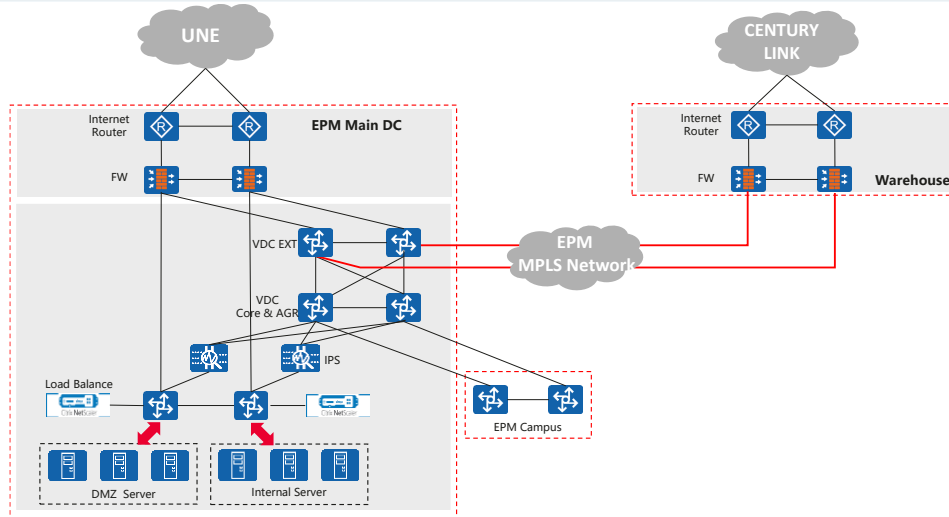 UNE
CENTURY
LINK
Internet
Router
R
R
EPM Main DC
Internet
Router
R
R
FW
FW
Warehouse
VDC EXT
EPM
MPLS Network
VDC
Core & AGR
IPS
Load Balance
Citrix NetScaler
Citrix NetScaler
EPM Campus
DMZ Server
Internal Server